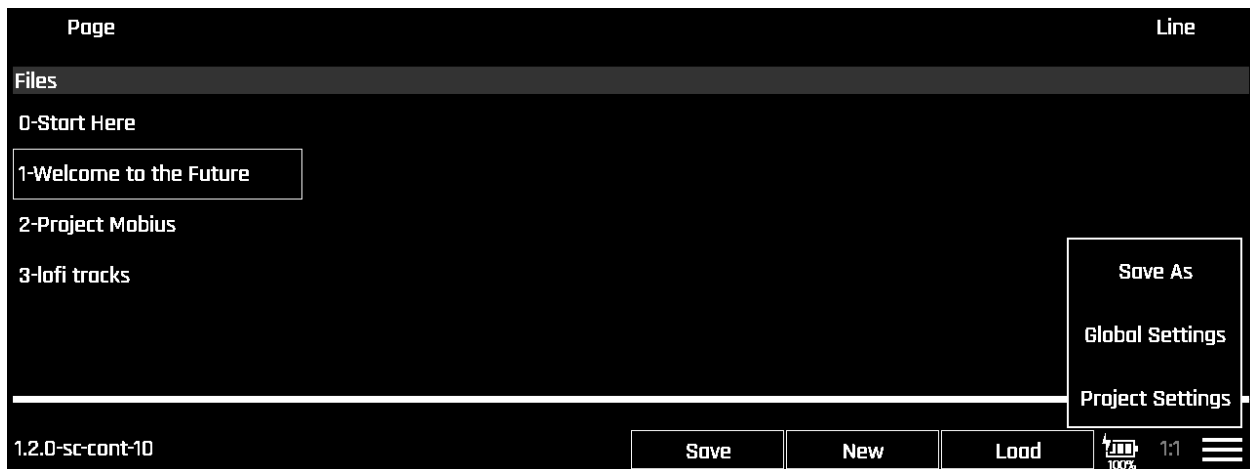 Page Line
Files
0-Start Here
1-Welcome to the Future
2-Project Mobius
3-lofi tracks
Save As
Global Settings
Project Settings
1.2.0-sc-cont-10 Save New Load 100% 1:1